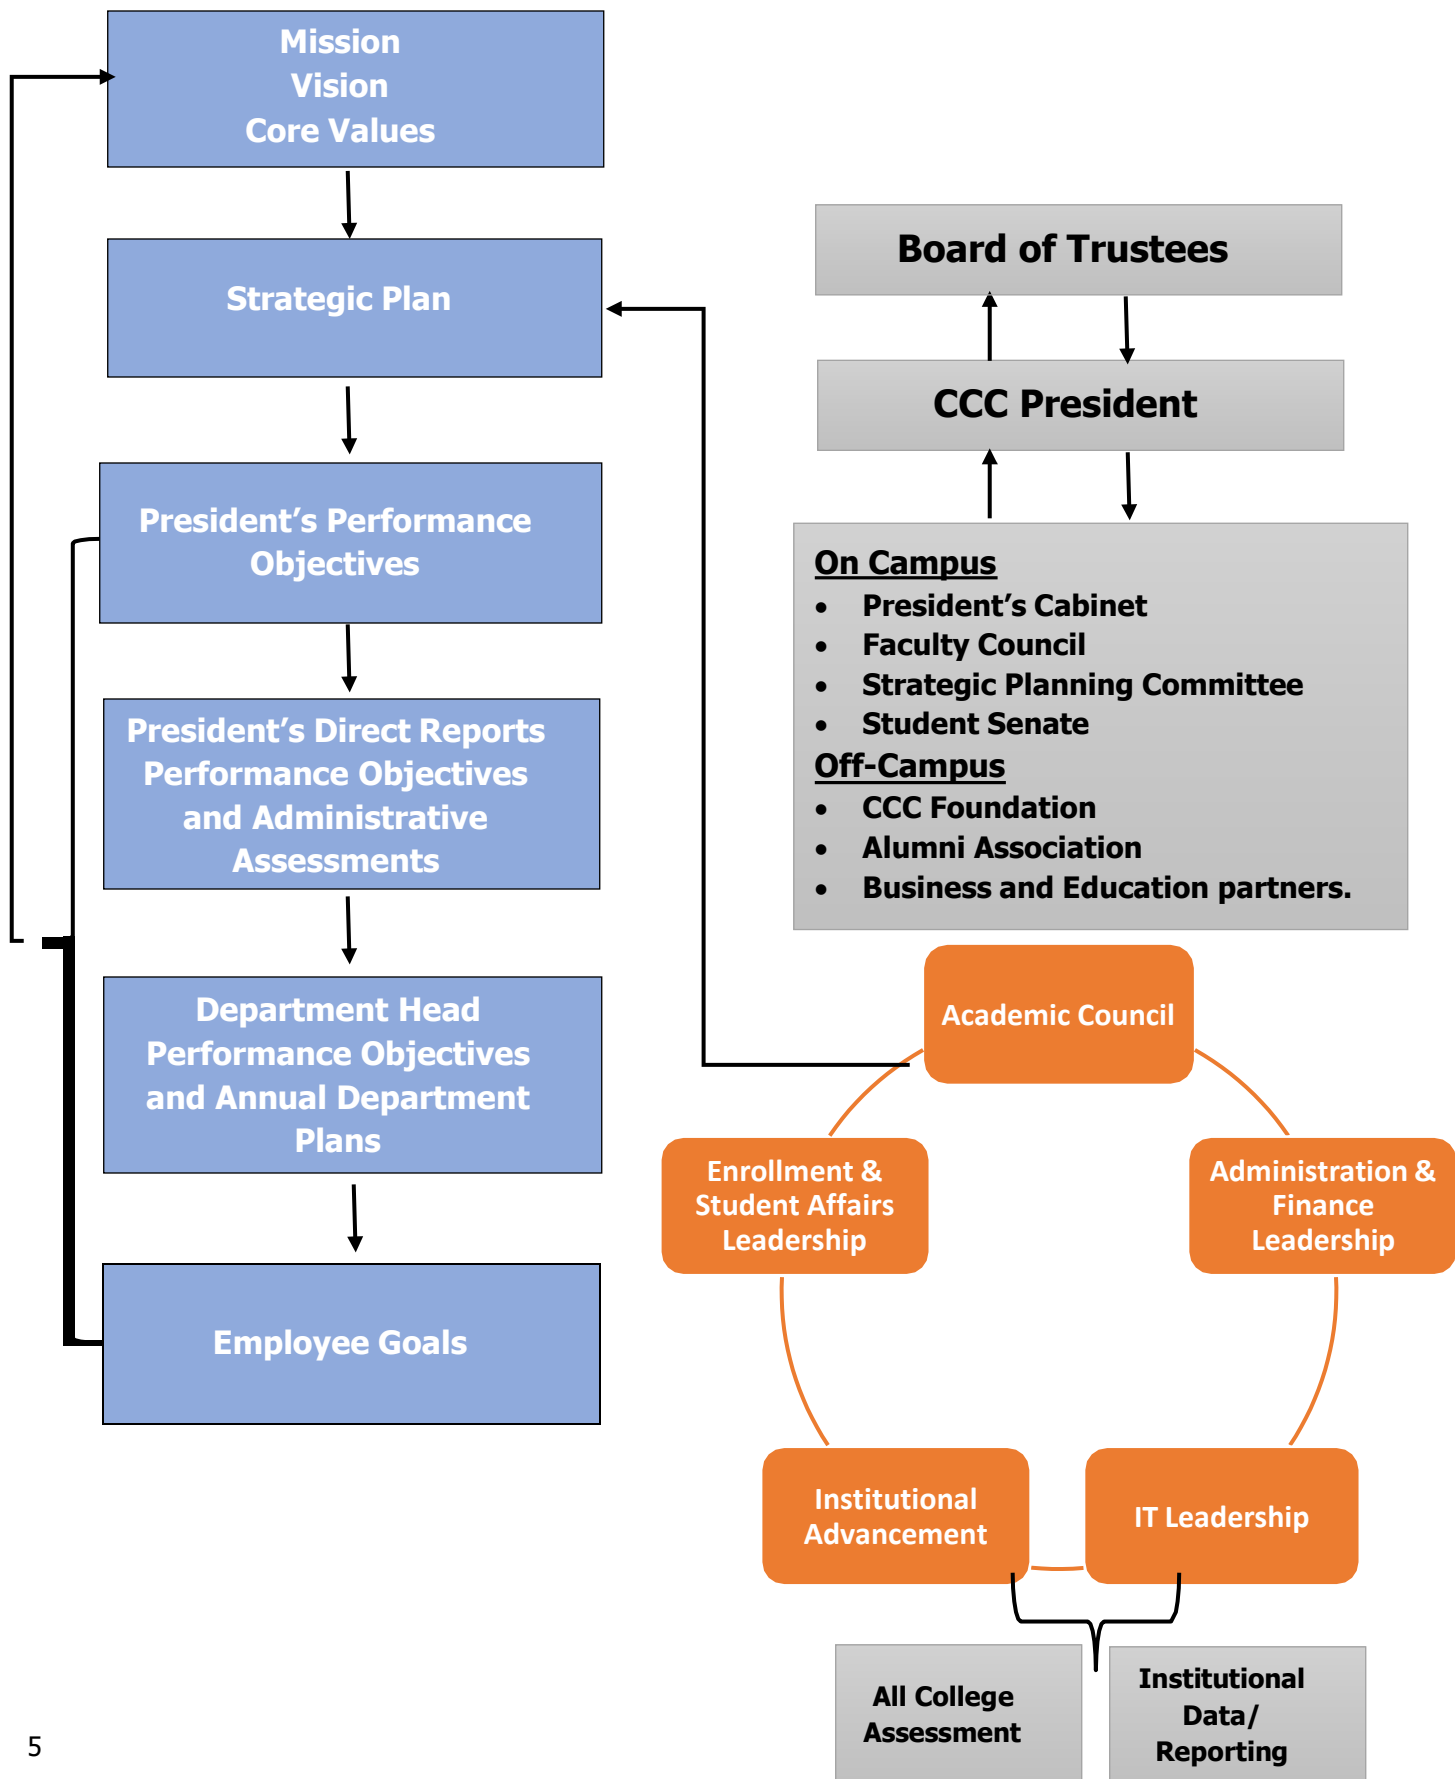 Mission
Vision
Core Values
Strategic Plan
President’s Performance
Objectives
President’s Direct Reports
Performance Objectives
and Administrative
Assessments
Department Head
Performance Objectives
and Annual Department
Plans
Employee Goals
Board of Trustees
CCC President
On Campus
• President’s Cabinet
• Faculty Council
• Strategic Planning Committee
• Student Senate
Off-Campus
• CCC Foundation
• Alumni Association
• Business and Education partners.
Academic Council
Enrollment &
Student Affairs
Leadership
Administration &
Finance
Leadership
Institutional
Advancement
IT Leadership
All College
Assessment
Institutional
Data/
Reporting
5